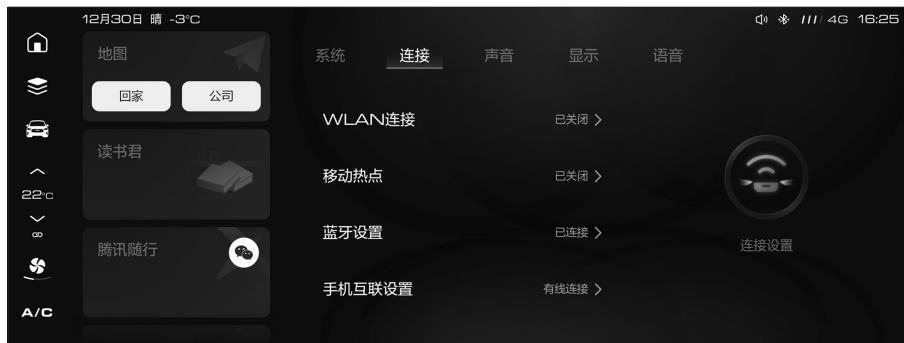 12月30日 晴 -3°C
4G 16:25
地图
回家
公司
读书君
22°C
腾讯随行
A/C
系统
连接
声音
显示
语音
WLAN连接
已关闭
移动热点
已关闭
蓝牙设置
已连接
手机互联设置
有线连接
连接设置